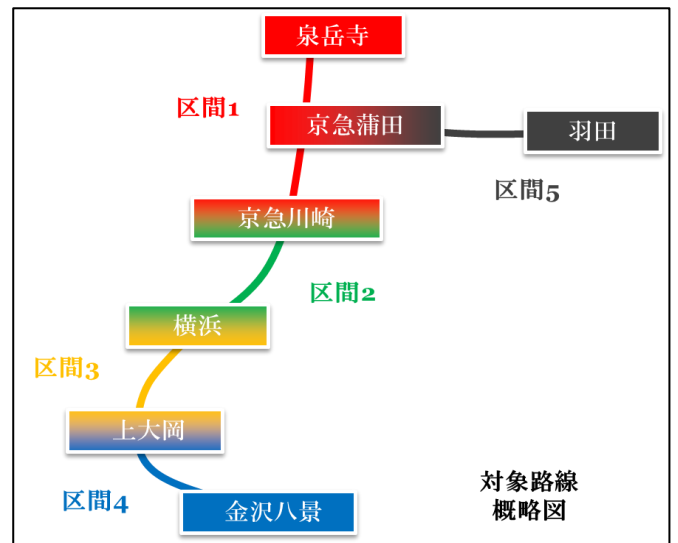 泉岳寺
区間1
京急蒲田
羽田
区間5
京急川崎
区間2
横浜
区間3
上大岡
区間4
金沢八景
対象路線
概略図